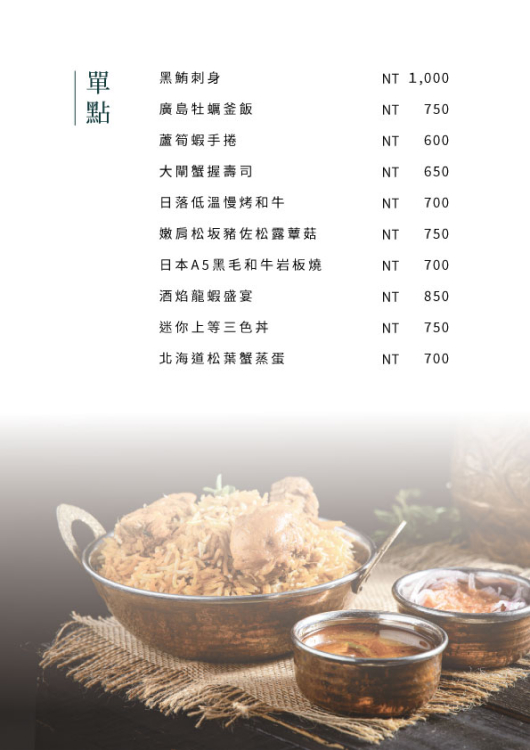 單點
黑鮪刺身 NT 1,000
廣島牡蠣釜飯 NT 750
蘆筍蝦手捲 NT 600
大閘蟹握壽司 NT 650
日落低溫慢烤和牛 NT 700
嫩肩松坂豬佐松露蕈菇 NT 750
日本A5黑毛和牛岩板燒 NT 700
酒焰龍蝦盛宴 NT 850
迷你上等三色丼 NT 750
北海道松葉蟹蒸蛋 NT 700